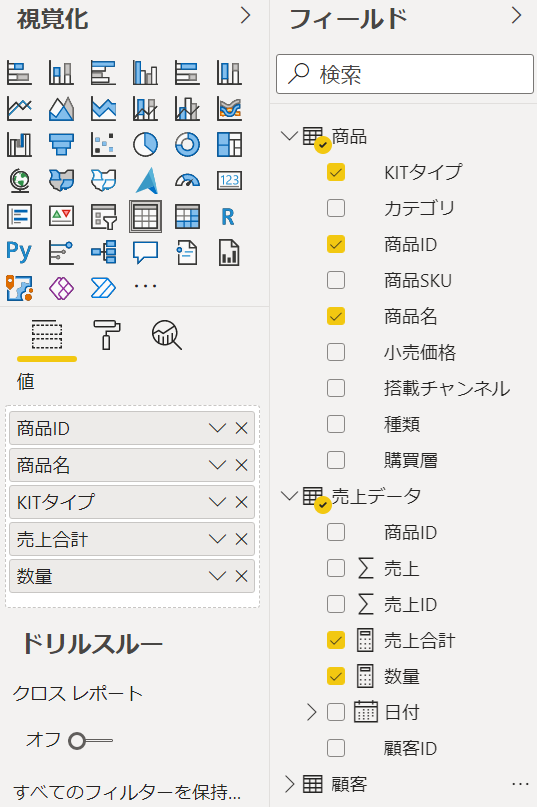 視覚化
123
R
Py
値
商品ID
商品名
KITタイプ
売上合計
数量
ドリルスルー
クロス レポート
オフ
すべてのフィルターを保持...
フィールド
検索
商品
KITタイプ
カテゴリ
商品ID
商品SKU
商品名
小売価格
搭載チャンネル
種類
購買層
売上データ
商品ID
売上
売上ID
売上合計
数量
日付
顧客ID
顧客